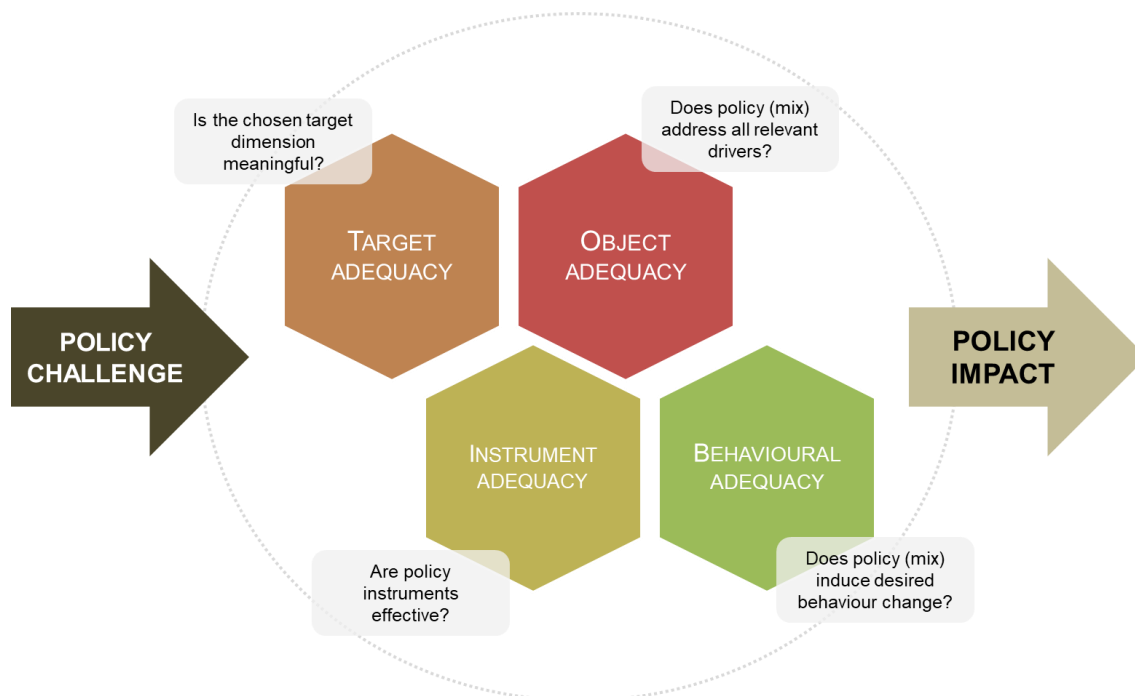 Is the chosen target
dimension
meaningful?
Does policy (mix)
address all relevant
drivers?
TARGET
ADEQUACY
OBJECT
ADEQUACY
POLICY
CHALLENGE
POLICY
IMPACT
INSTRUMENT
ADEQUACY
BEHAVIOURAL
ADEQUACY
Are policy
instruments
effective?
Does policy (mix)
induce desired
behaviour change?